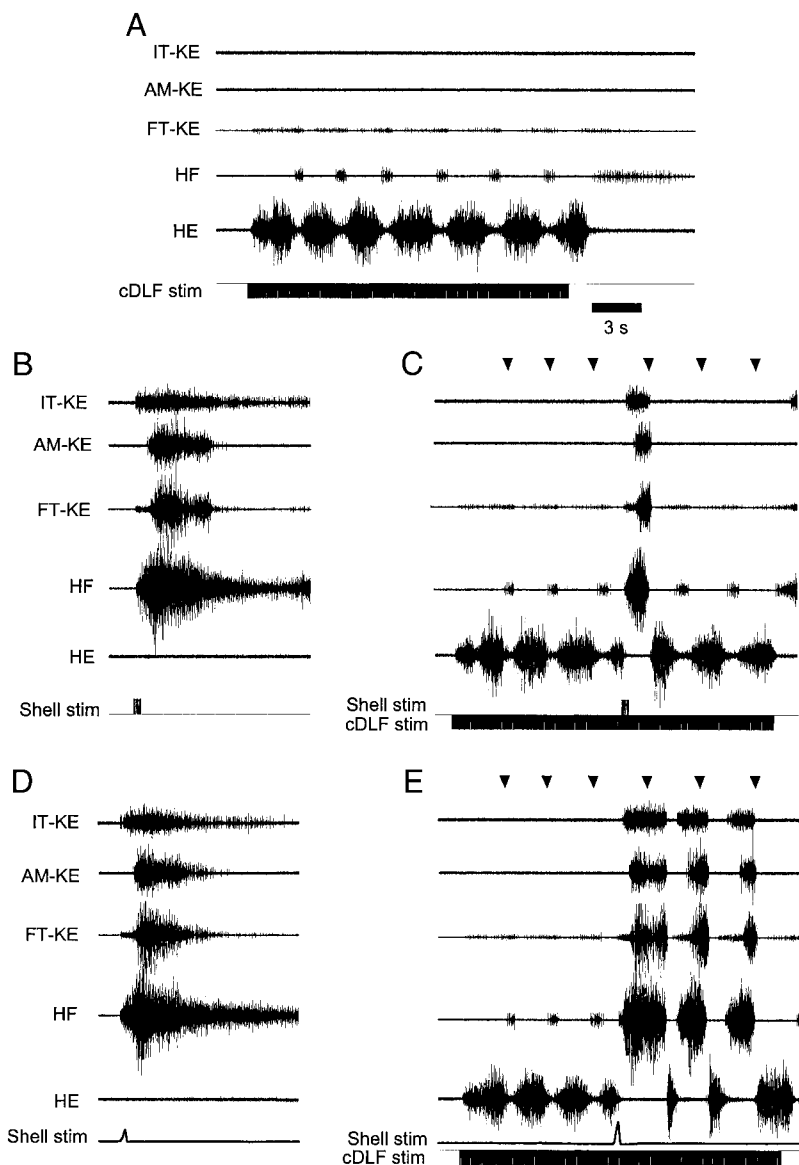 A
IT-KE
AM-KE
FT-KE
HF
HE
cDLF stim
3 s
B
IT-KE
AM-KE
FT-KE
HF
HE
Shell stim
C
Shell stim
cDLF stim
D
IT-KE
AM-KE
FT-KE
HF
HE
Shell stim
E
Shell stim
cDLF stim